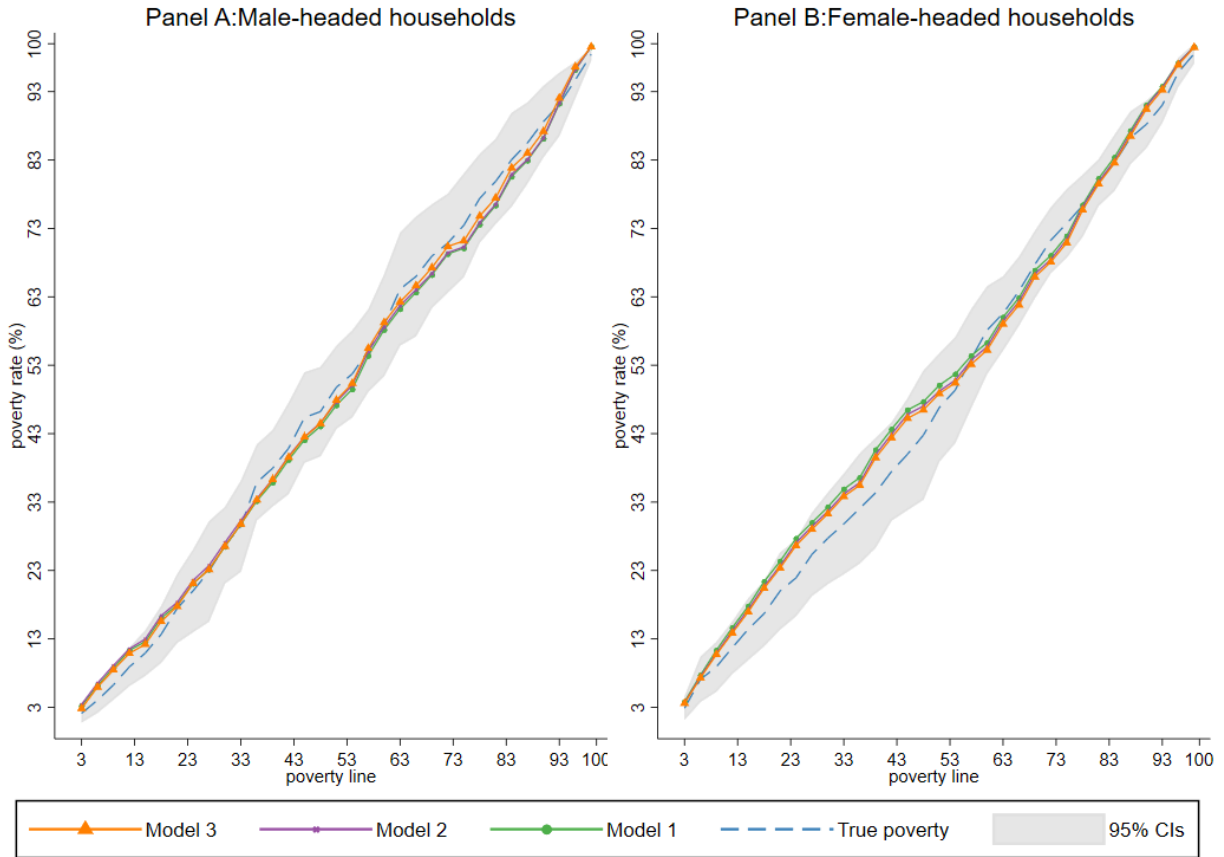 Panel A:Male-headed households
poverty rate (%)
100
93
83
73
63
53
43
33
23
13
3
3 13 23 33 43 53 63 73 83 93 100
poverty line
Panel B:Female-headed households
poverty rate (%)
100
93
83
73
63
53
43
33
23
13
3
3 13 23 33 43 53 63 73 83 93 100
poverty line
Model 3 Model 2 Model 1 True poverty 95% CIs